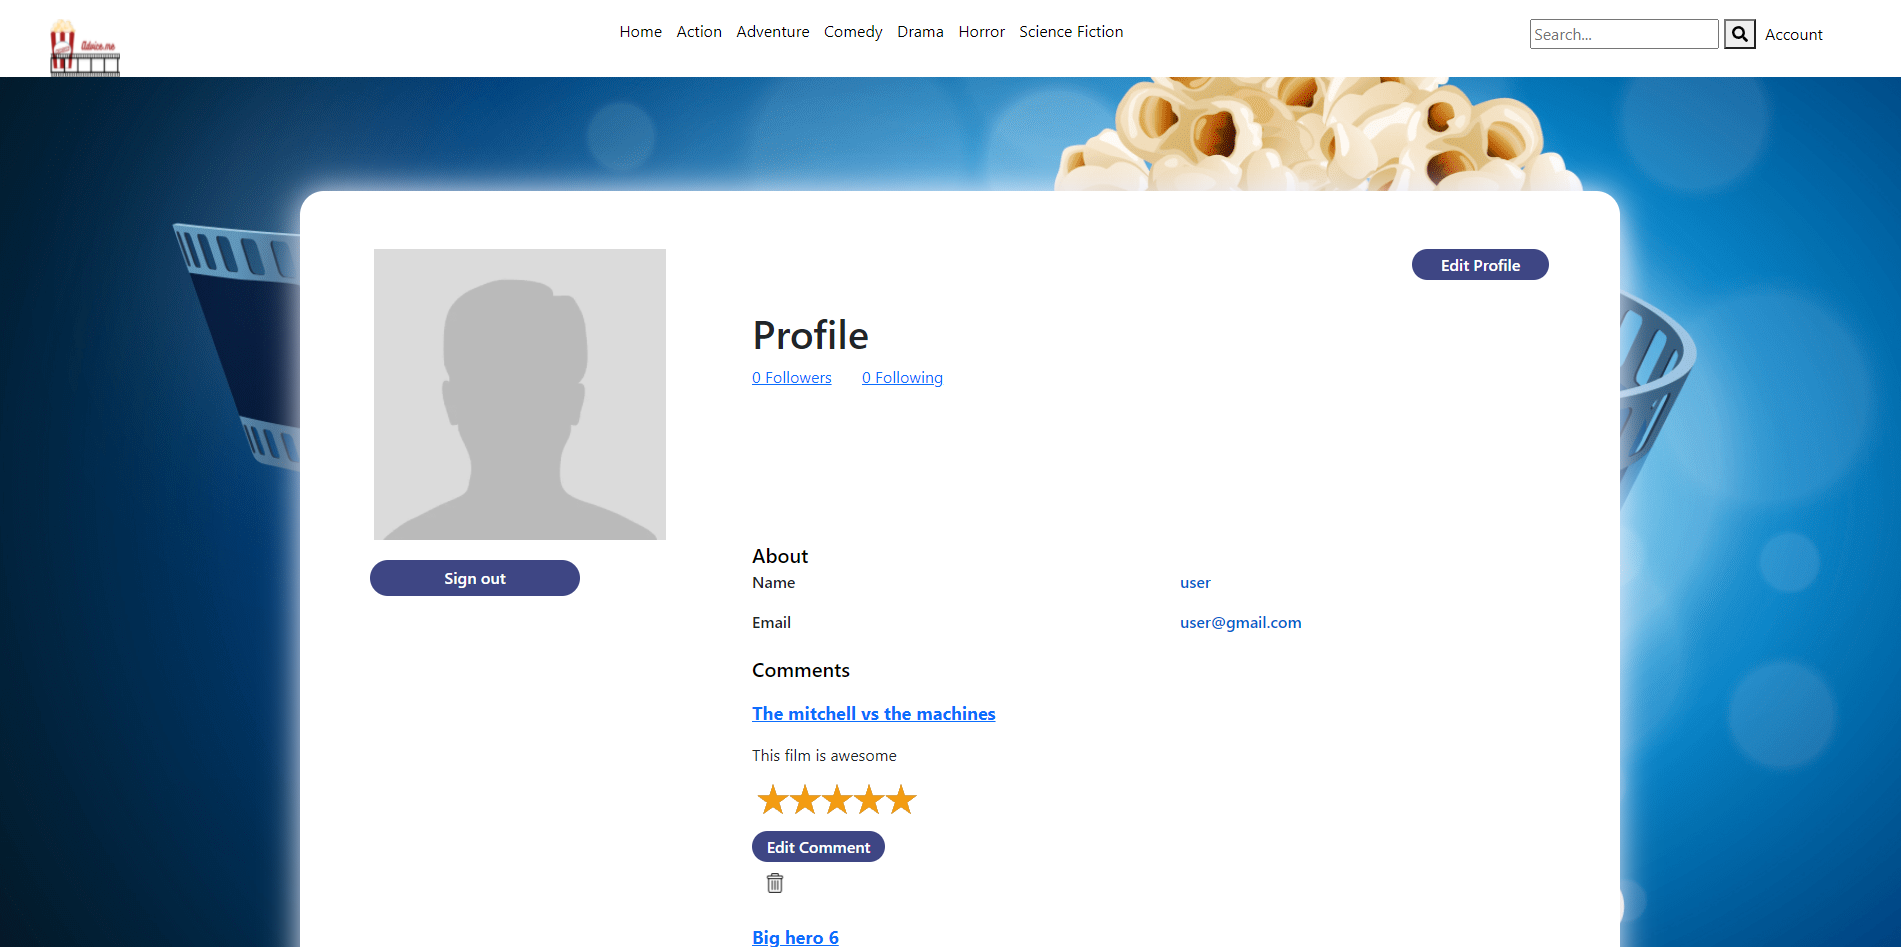 Advice.me
Home Action Adventure Comedy Drama Horror Science Fiction
Search...
Account
Edit Profile
Profile
0 Followers 0 Following
Sign out
About
Name user
Email user@gmail.com
Comments
The mitchell vs the machines
This film is awesome
Edit Comment
Big hero 6